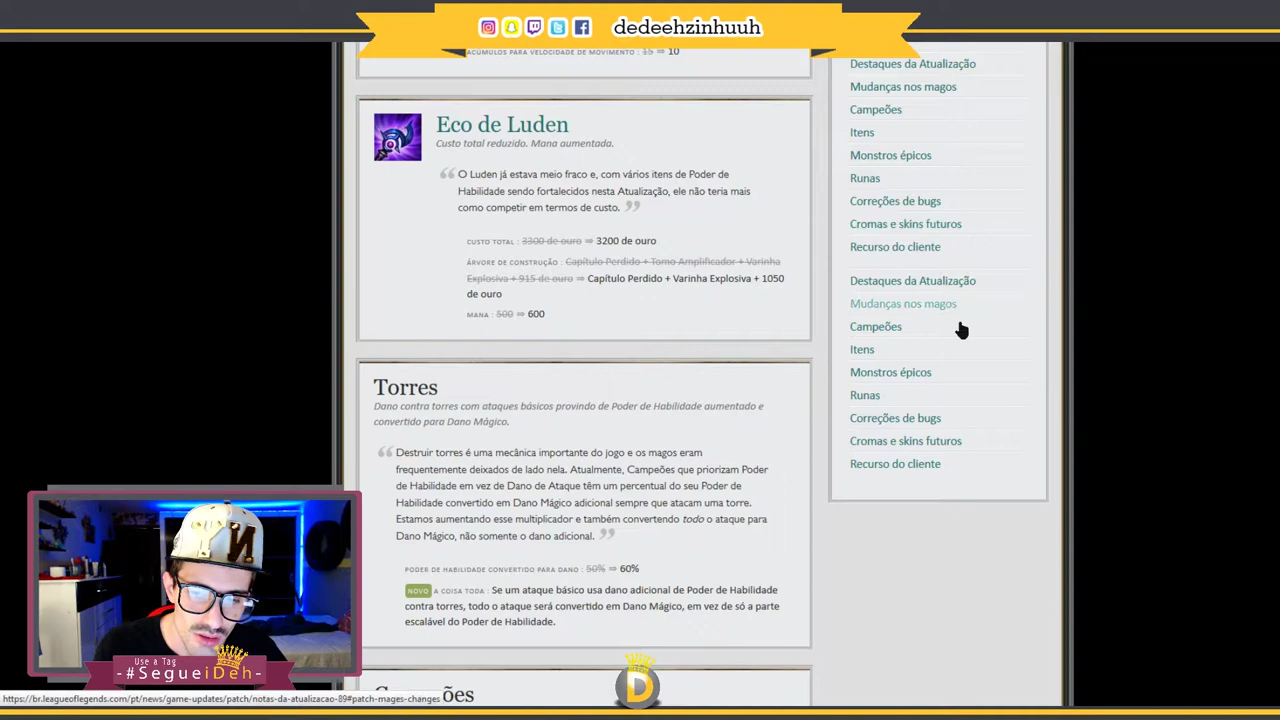 dedeehzinhuuh
ACÚMULOS PARA VELOCIDADE DE MOVIMENTO : 15 ⇒ 10
Eco de Luden
Custo total reduzido. Mana aumentada.
O Luden já estava meio fraco e, com vários itens de Poder de
Habilidade sendo fortalecidos nesta Atualização, ele não teria mais
como competir em termos de custo.
CUSTO TOTAL : 3300 de ouro ⇒ 3200 de ouro
ÁRVORE DE CONSTRUÇÃO : Capítulo Perdido + Tomo Amplificador + Varinha
Explosiva + 915 de ouro ⇒ Capítulo Perdido + Varinha Explosiva + 1050
de ouro
MANA : 500 ⇒ 600
Torres
Dano contra torres com ataques básicos provindo de Poder de Habilidade aumentado e
convertido para Dano Mágico.
Destruir torres é uma mecânica importante do jogo e os magos eram
frequentemente deixados de lado nela. Atualmente, Campeões que priorizam Poder
de Habilidade em vez de Dano de Ataque têm um percentual do seu Poder de
Habilidade convertido em Dano Mágico adicional sempre que atacam uma torre.
Estamos aumentando esse multiplicador e também convertendo todo o ataque para
Dano Mágico, não somente o dano adicional.
PODER DE HABILIDADE CONVERTIDO PARA DANO : 50% ⇒ 60%
NOVO A COISA TODA : Se um ataque básico usa dano adicional de Poder de Habilidade
contra torres, todo o ataque será convertido em Dano Mágico, em vez de só a parte
escalável do Poder de Habilidade.
Destaques da Atualização
Mudanças nos magos
Campeões
Itens
Monstros épicos
Runas
Correções de bugs
Cromas e skins futuros
Recurso do cliente
Destaques da Atualização
Mudanças nos magos
Campeões
Itens
Monstros épicos
Runas
Correções de bugs
Cromas e skins futuros
Recurso do cliente
Use a Tag
-#SegueiDeh-
D
https://br.leagueoflegends.com/pt/news/game-updates/patch/notas-da-atualizacao-89#patch-mages-changes